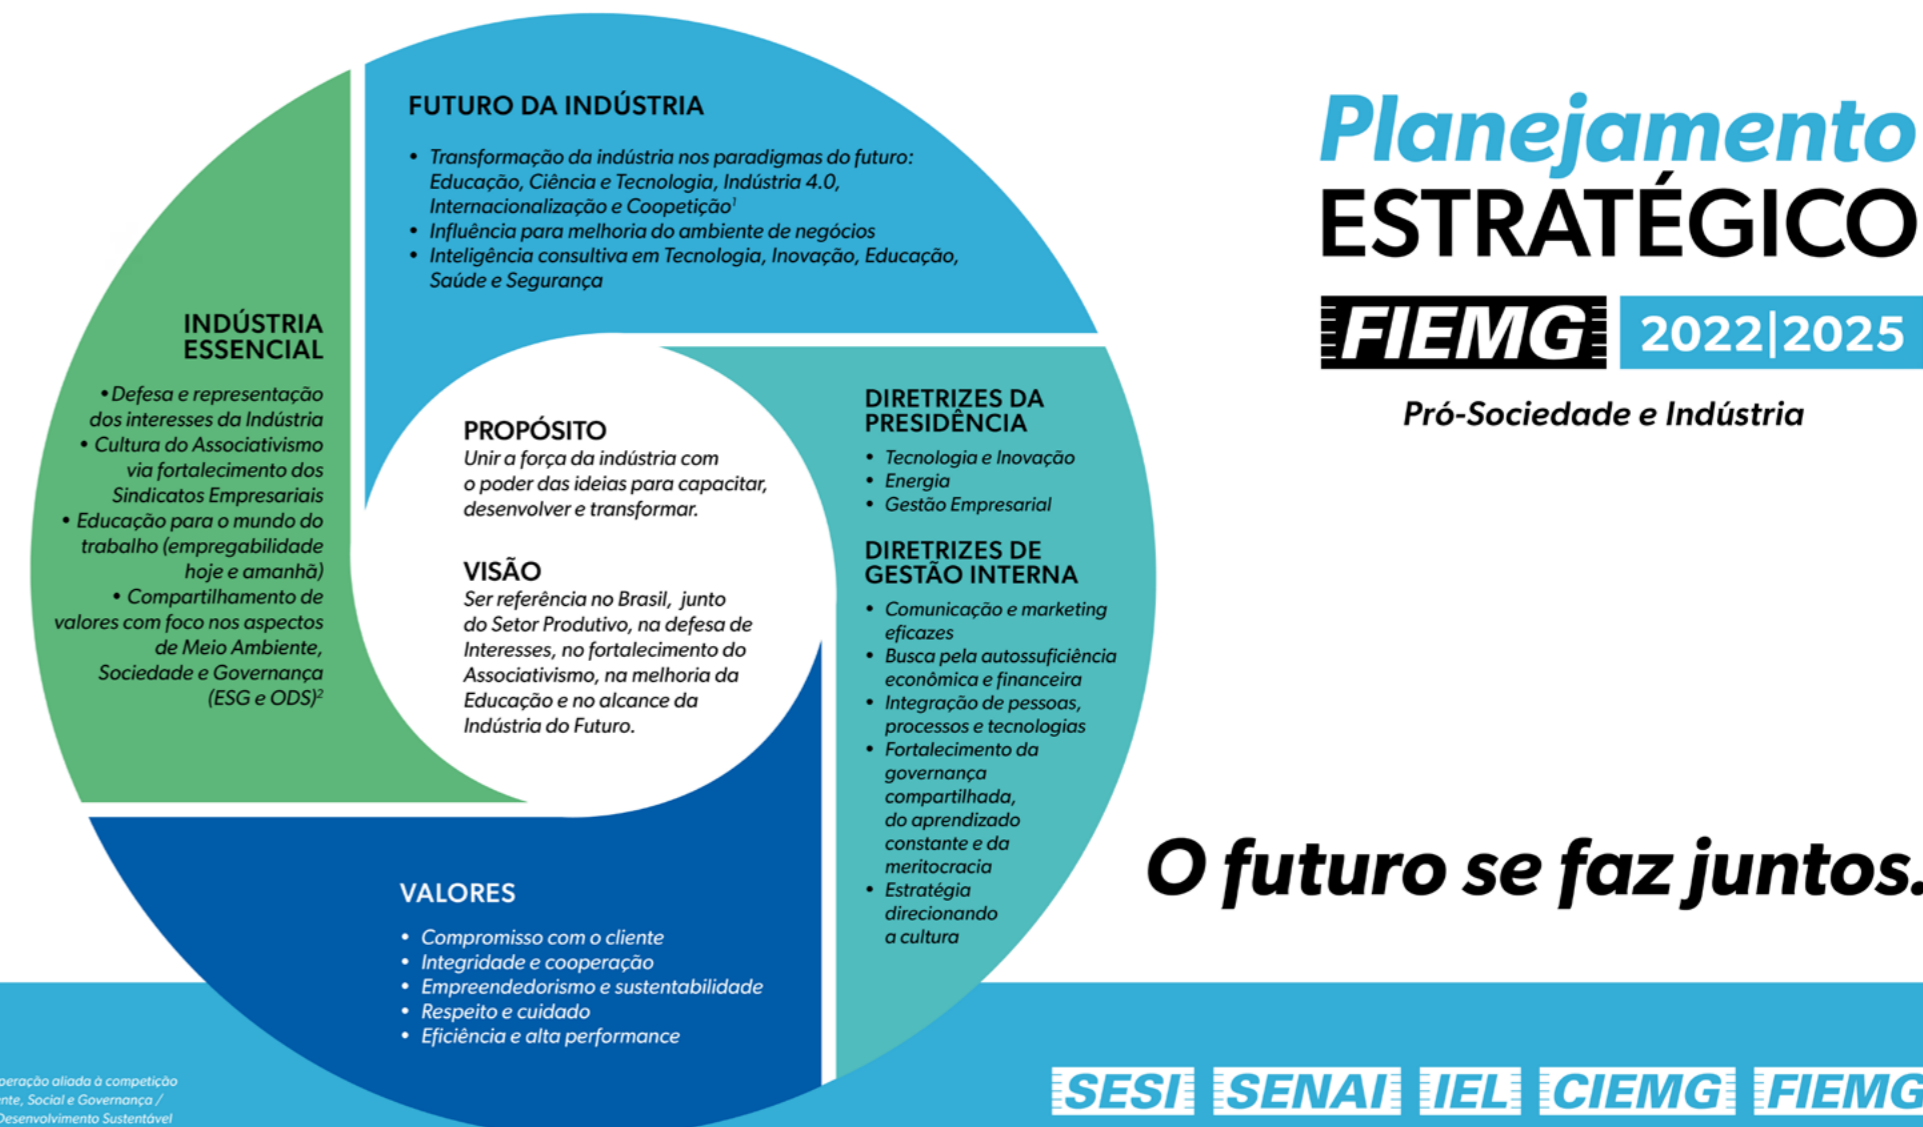 FUTURO DA INDÚSTRIA
• Transformação da indústria nos paradigmas do futuro:
Educação, Ciência e Tecnologia, Indústria 4.0,
Internacionalização e Coopetição¹
• Influência para melhoria do ambiente de negócios
• Inteligência consultiva em Tecnologia, Inovação, Educação,
Saúde e Segurança
INDÚSTRIA
ESSENCIAL
• Defesa e representação
dos interesses da Indústria
• Cultura do Associativismo
via fortalecimento dos
Sindicatos Empresariais
• Educação para o mundo do
trabalho (empregabilidade
hoje e amanhã)
• Compartilhamento de
valores com foco nos aspectos
de Meio Ambiente,
Sociedade e Governança
(ESG e ODS)²
PROPÓSITO
Unir a força da indústria com
o poder das ideias para capacitar,
desenvolver e transformar.
VISÃO
Ser referência no Brasil, junto
do Setor Produtivo, na defesa de
Interesses, no fortalecimento do
Associativismo, na melhoria da
Educação e no alcance da
Indústria do Futuro.
DIRETRIZES DA
PRESIDÊNCIA
• Tecnologia e Inovação
• Energia
• Gestão Empresarial
DIRETRIZES DE
GESTÃO INTERNA
• Comunicação e marketing
eficazes
• Busca pela autossuficiência
econômica e financeira
• Integração de pessoas,
processos e tecnologias
• Fortalecimento da
governança
compartilhada,
do aprendizado
constante e da
meritocracia
• Estratégia
direcionando
a cultura
VALORES
• Compromisso com o cliente
• Integridade e cooperação
• Empreendedorismo e sustentabilidade
• Respeito e cuidado
• Eficiência e alta performance
Planejamento
ESTRATÉGICO
FIEMG 2022|2025
Pró-Sociedade e Indústria
O futuro se faz juntos.
aliada à competição
Social e Governança /
Desenvolvimento Sustentável
SESI SENAI IEL CIEMG FIEMG